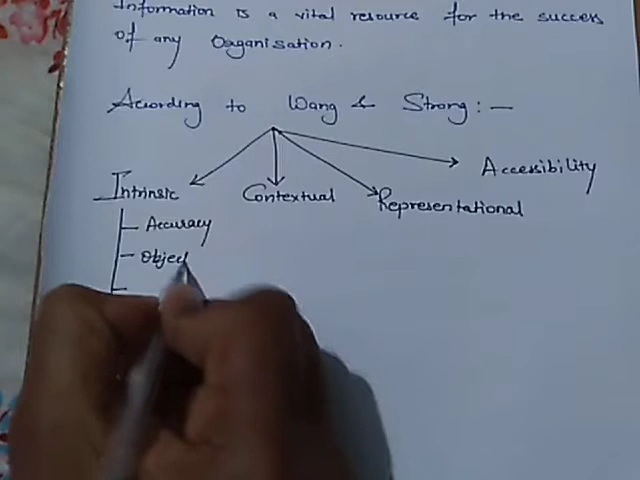 Information is a vital resource for the success
of any Organisation.
According to Wang & Strong: —
Intrinsic Contextual Representational Accessibility
Accuracy
Objec